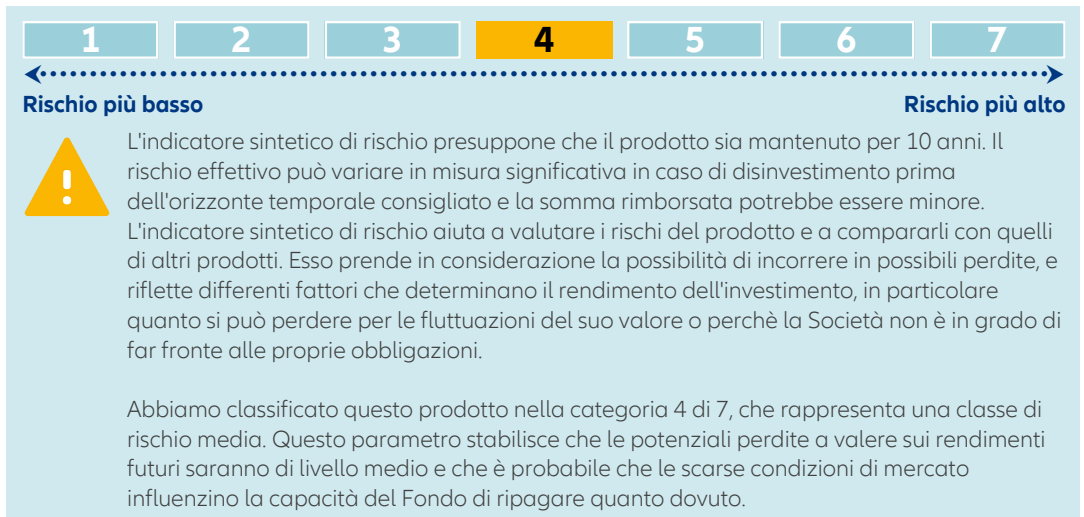 1 2 3 4 5 6 7
Rischio più basso Rischio più alto
L'indicatore sintetico di rischio presuppone che il prodotto sia mantenuto per 10 anni. Il
rischio effettivo può variare in misura significativa in caso di disinvestimento prima
dell'orizzonte temporale consigliato e la somma rimborsata potrebbe essere minore.
L'indicatore sintetico di rischio aiuta a valutare i rischi del prodotto e a compararli con quelli
di altri prodotti. Esso prende in considerazione la possibilità di incorrere in possibili perdite, e
riflette differenti fattori che determinano il rendimento dell'investimento, in particolare
quanto si può perdere per le fluttuazioni del suo valore o perchè la Società non è in grado di
far fronte alle proprie obbligazioni.
Abbiamo classificato questo prodotto nella categoria 4 di 7, che rappresenta una classe di
rischio media. Questo parametro stabilisce che le potenziali perdite a valere sui rendimenti
futuri saranno di livello medio e che è probabile che le scarse condizioni di mercato
influenzino la capacità del Fondo di ripagare quanto dovuto.